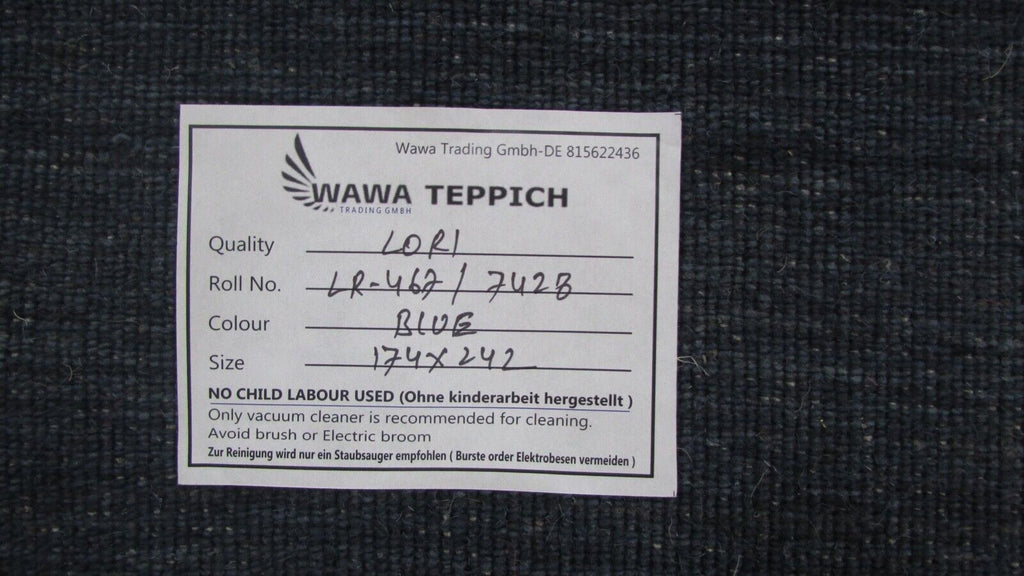 Wawa Trading Gmbh-DE 815622436
WAWA TEPPICH
TRADING GMBH
Quality LORI
Roll No. LR-467 / 7428
Colour BLUE
Size 174X242
NO CHILD LABOUR USED (Ohne kinderarbeit hergestellt )
Only vacuum cleaner is recommended for cleaning.
Avoid brush or Electric broom
Zur Reinigung wird nur ein Staubsauger empfohlen ( Burste order Elektrobesen vermeiden )